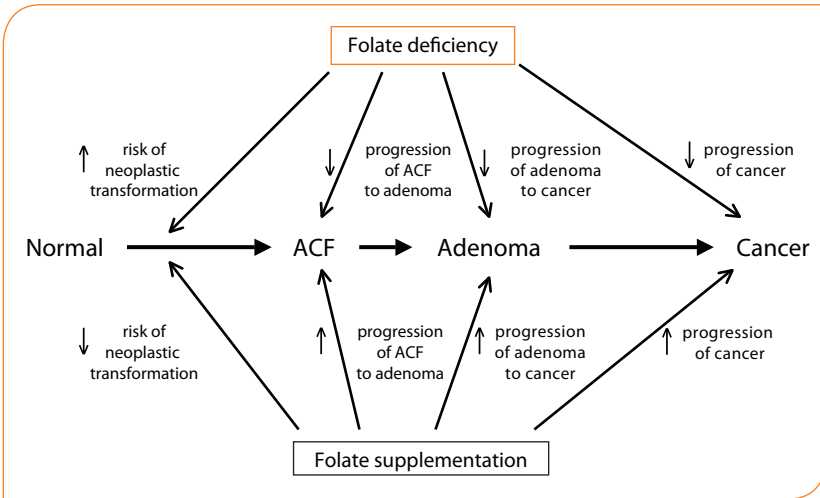 Folate deficiency
↑ risk of
neoplastic
transformation
↓ progression
of ACF
to adenoma
↓ progression
of adenoma
to cancer
↓ progression
of cancer
Normal
ACF
Adenoma
Cancer
↓ risk of
neoplastic
transformation
↑ progression
of ACF
to adenoma
↑ progression
of adenoma
to cancer
↑ progression
of cancer
Folate supplementation